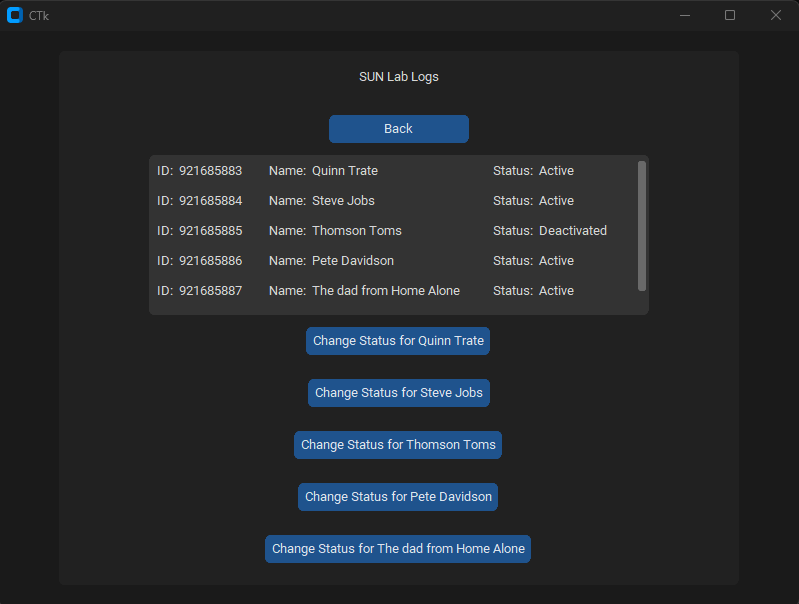 CTk
SUN Lab Logs
Back
ID: 921685883 Name: Quinn Trate Status: Active
ID: 921685884 Name: Steve Jobs Status: Active
ID: 921685885 Name: Thomson Toms Status: Deactivated
ID: 921685886 Name: Pete Davidson Status: Active
ID: 921685887 Name: The dad from Home Alone Status: Active
Change Status for Quinn Trate
Change Status for Steve Jobs
Change Status for Thomson Toms
Change Status for Pete Davidson
Change Status for The dad from Home Alone